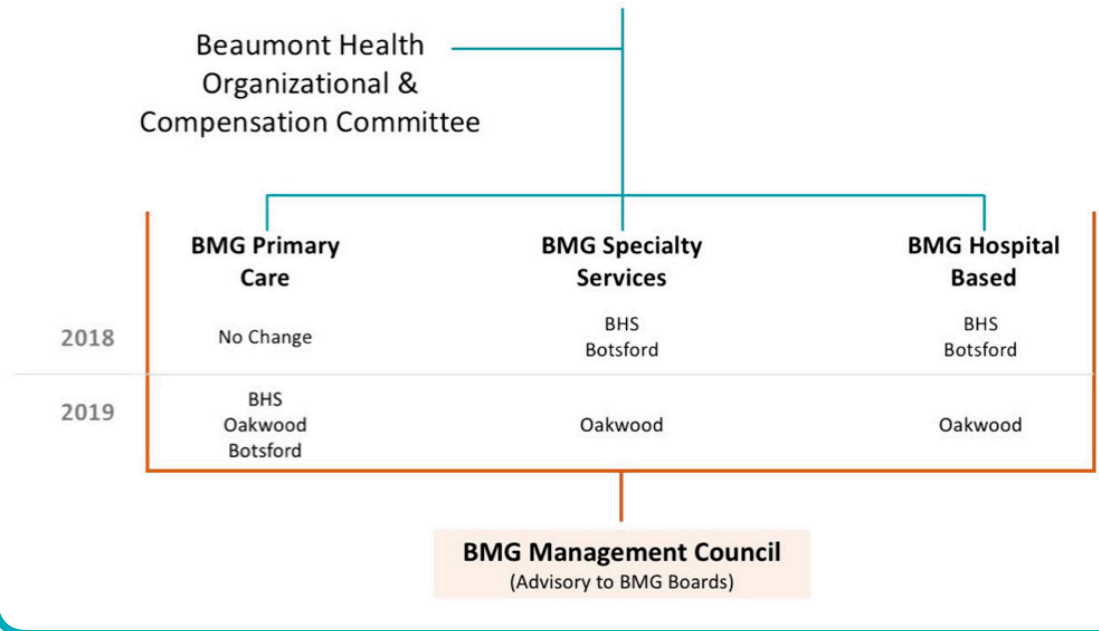 Beaumont Health
Organizational &
Compensation Committee
BMG Primary
Care
BMG Specialty
Services
BMG Hospital
Based
2018
No Change
BHS
Botsford
BHS
Botsford
2019
BHS
Oakwood
Botsford
Oakwood
Oakwood
BMG Management Council
(Advisory to BMG Boards)